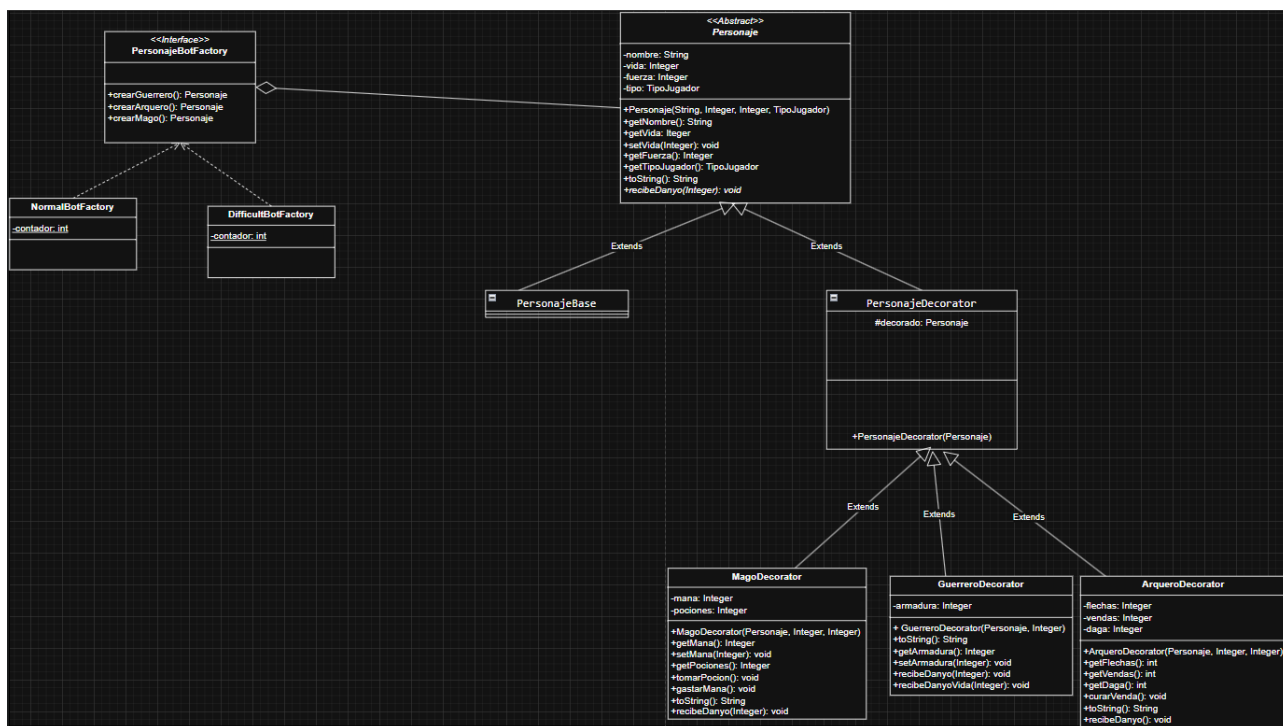 <<Interface>>
PersonajeBotFactory
+crearGuerrero(): Personaje
+crearArquero(): Personaje
+crearMago(): Personaje
<<Abstract>>
Personaje
-nombre: String
-vida: Integer
-fuerza: Integer
-tipo: TipoJugador
+Personaje(String, Integer, Integer, TipoJugador)
+getNombre(): String
+getVida: Iteger
+setVida(Integer): void
+getFuerza(): Integer
+getTipoJugador(): TipoJugador
+toString(): String
+recibeDanyo(Integer): void
NormalBotFactory
-contador: int
DifficultBotFactory
-contador: int
Extends
Extends
PersonajeBase
PersonajeDecorator
#decorado: Personaje
+PersonajeDecorator(Personaje)
Extends
Extends
Extends
MagoDecorator
-mana: Integer
-pociones: Integer
+MagoDecorator(Personaje, Integer, Integer)
+getMana(): Integer
+setMana(Integer): void
+getPociones(): Integer
+tomarPocion(): void
+gastarMana(): void
+toString(): String
+recibeDanyo(Integer): void
GuerreroDecorator
-armadura: Integer
+ GuerreroDecorator(Personaje, Integer)
+toString(): String
+getArmadura(): Integer
+setArmadura(Integer): void
+recibeDanyo(Integer): void
+recibeDanyoVida(Integer): void
ArqueroDecorator
-flechas: Integer
-vendas: Integer
-daga: Integer
+ArqueroDecorator(Personaje, Integer, Integer)
+getFlechas(): int
+getVendas(): int
+getDaga(): int
+curarVenda(): void
+toString(): String
+recibeDanyo(): void